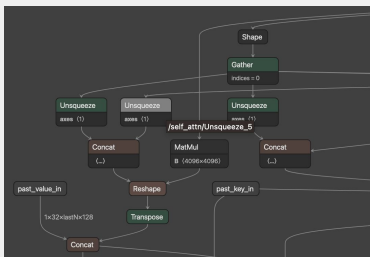 Shape
Gather
indices = 0
Unsqueeze
axes ⟨1⟩
Unsqueeze
axes ⟨1⟩
Unsqueeze
axes ⟨1⟩
/self_attn/Unsqueeze_5
Concat
⟨...⟩
MatMul
B ⟨4096×4096⟩
Concat
⟨...⟩
past_value_in
Reshape
past_key_in
Transpose
1×32×lastN×128
Concat